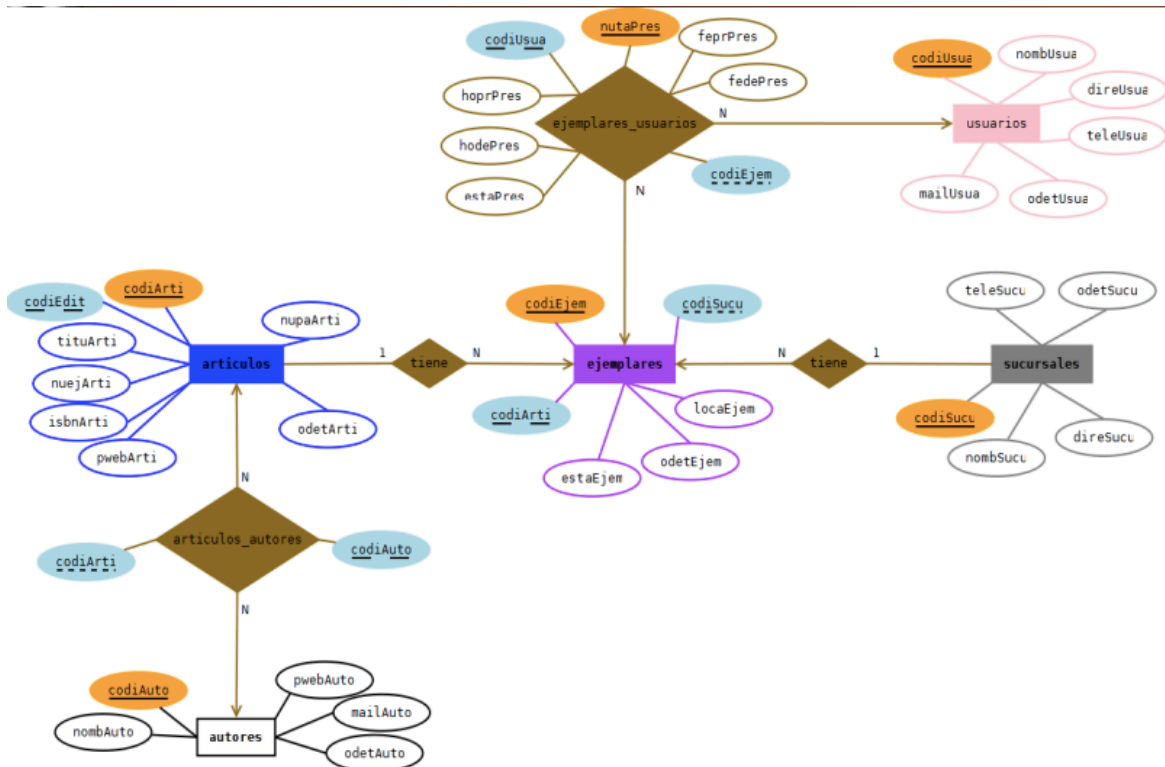 nutaPres
codiUsua
feprPres
codiUsua
nombUsua
fedePres
direUsua
hoprPres
ejemplares_usuarios
N
usuarios
teleUsua
hodePres
codiEjem
estaPres
N
mailUsua
odetUsua
codiEdit
codiArti
nupaArti
codiEjem
codiSucu
teleSucu
odetSucu
tituArti
articulos
1
tiene
N
ejemplares
N
tiene
1
sucursales
nuejArti
isbnArti
odetArti
codiArti
locaEjem
codiSucu
pwebArti
estaEjem
odetEjem
nombSucu
direSucu
N
articulos_autores
codiArti
codiAuto
N
codiAuto
pwebAuto
nombAuto
autores
mailAuto
odetAuto